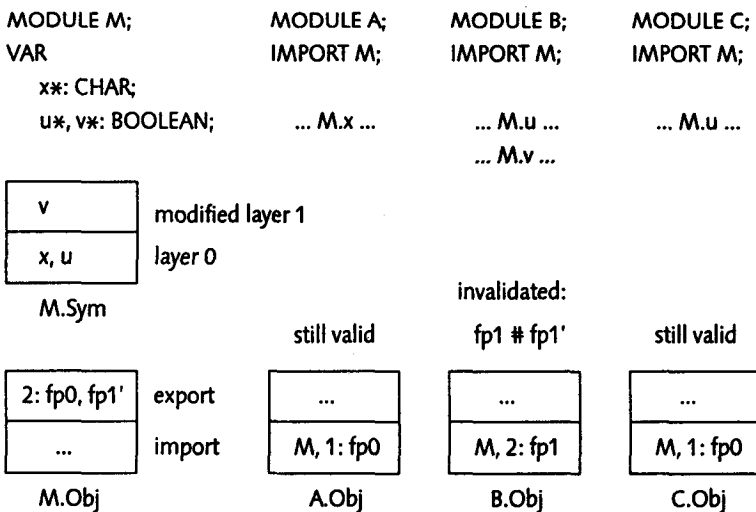 MODULE M; MODULE A; MODULE B; MODULE C;
VAR IMPORT M; IMPORT M; IMPORT M;
x*: CHAR;
u*, v*: BOOLEAN; ... M.x ... ... M.u ... ... M.u ...
... M.v ...
v modified layer 1
x, u layer 0
M.Sym
invalidated:
still valid fp1 # fp1' still valid
2: fp0, fp1' export ... ... ...
... import M, 1: fp0 M, 2: fp1 M, 1: fp0
M.Obj A.Obj B.Obj C.Obj